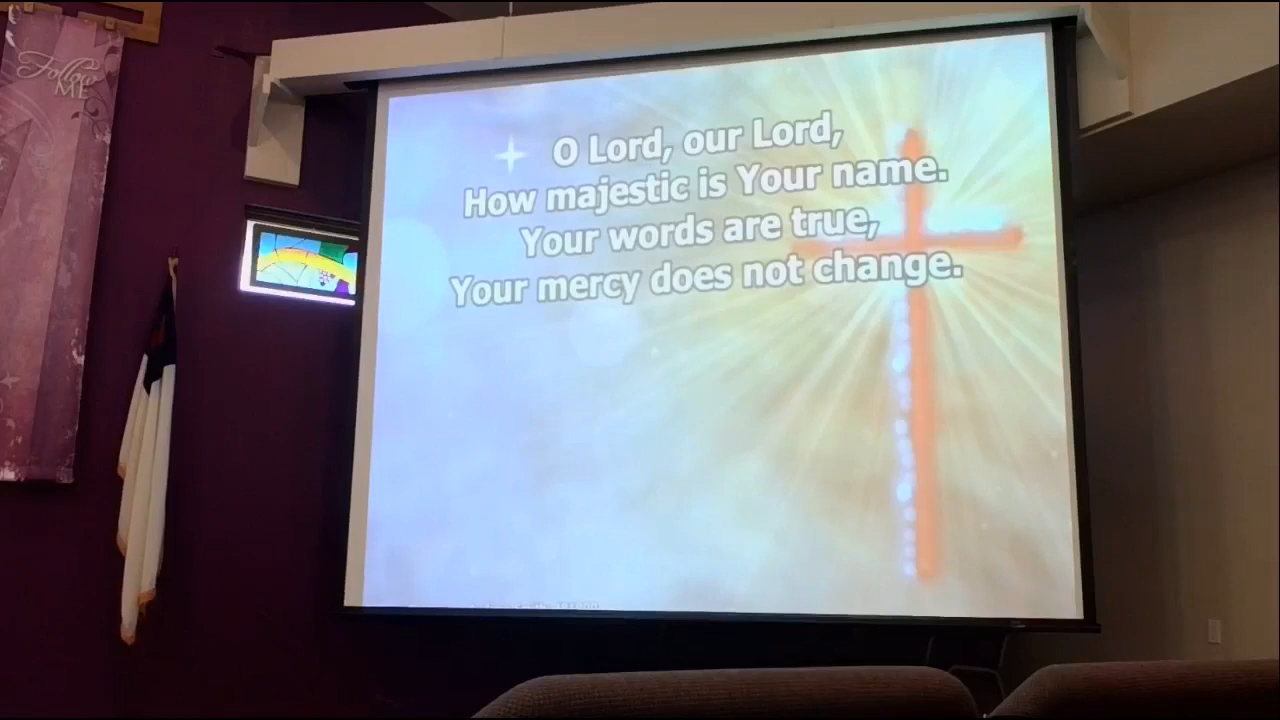 Follow
ME
O Lord, our Lord,
How majestic is Your name.
Your words are true,
Your mercy does not change.